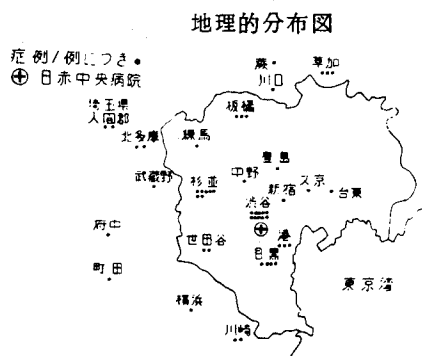 地理的分布図
症例1例につき●
日赤中央病院
蕨
川口
草加
埼玉県
入間郡
北多摩
板橋
練馬
豊島
武蔵野
杉並
中野
新宿
文京
台東
渋谷
府中
世田谷
港
目黒
町田
東京湾
横浜
川崎